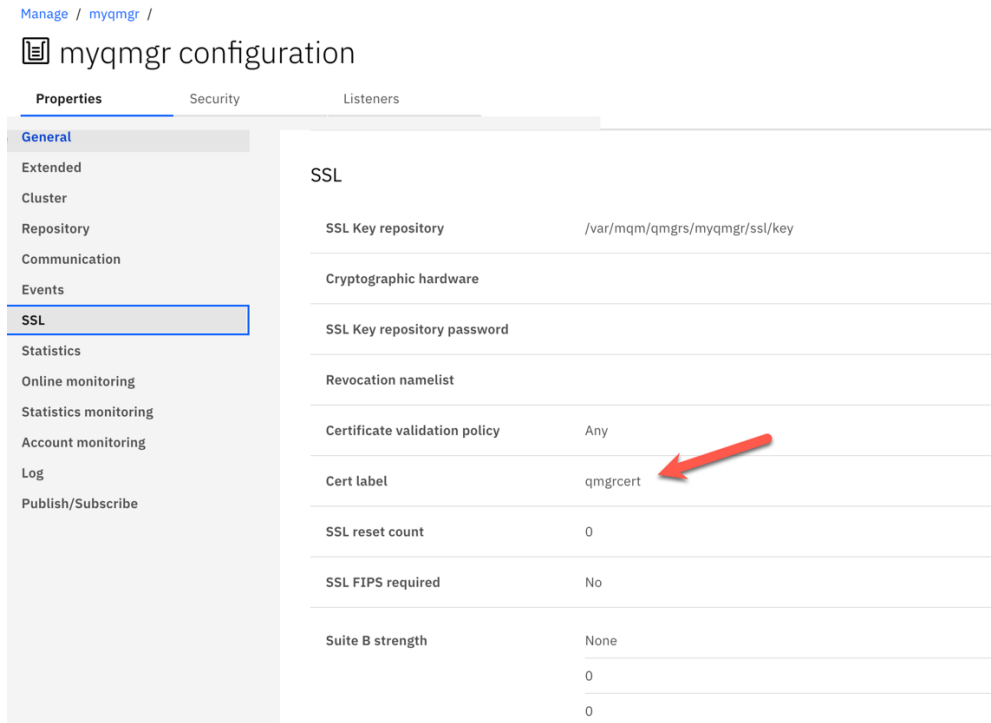 Manage / myqmgr /
myqmgr configuration
Properties Security Listeners
General
Extended
Cluster
Repository
Communication
Events
SSL
Statistics
Online monitoring
Statistics monitoring
Account monitoring
Log
Publish/Subscribe
SSL
SSL Key repository /var/mqm/qmgrs/myqmgr/ssl/key
Cryptographic hardware
SSL Key repository password
Revocation namelist
Certificate validation policy Any
Cert label qmgrcert
SSL reset count 0
SSL FIPS required No
Suite B strength None
0
0